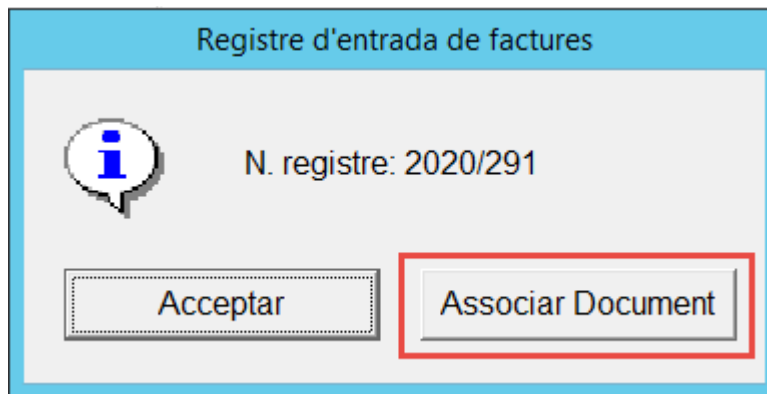 Registre d'entrada de factures
N. registre: 2020/291
Acceptar
Associar Document